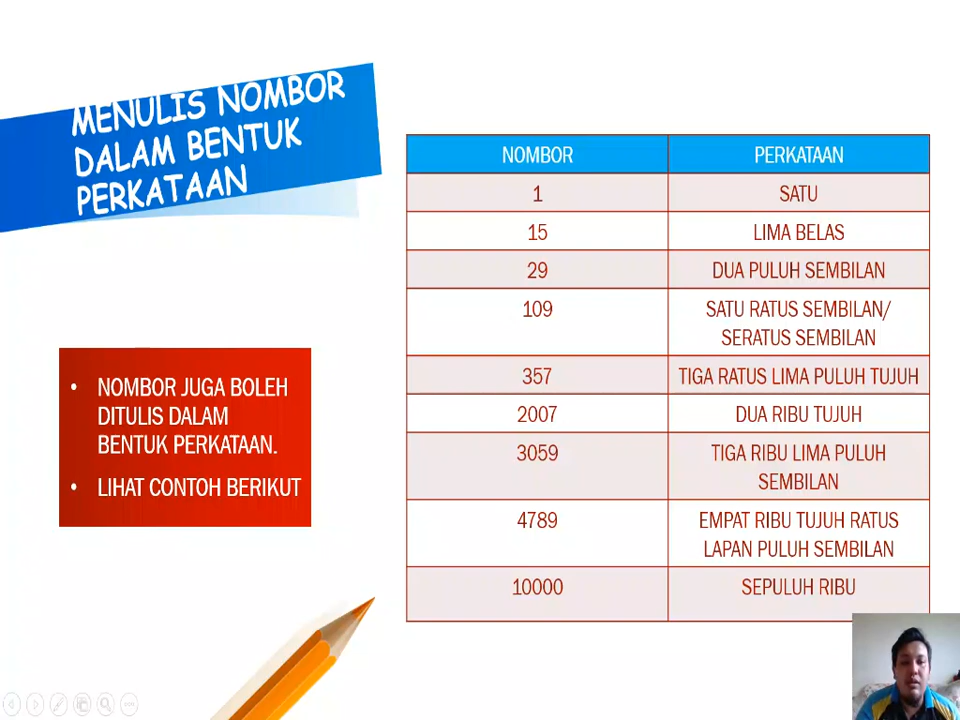 MENULIS NOMBOR
DALAM BENTUK
PERKATAAN
• NOMBOR JUGA BOLEH
DITULIS DALAM
BENTUK PERKATAAN.
• LIHAT CONTOH BERIKUT
NOMBOR PERKATAAN
1 SATU
15 LIMA BELAS
29 DUA PULUH SEMBILAN
109 SATU RATUS SEMBILAN/
SERATUS SEMBILAN
357 TIGA RATUS LIMA PULUH TUJUH
2007 DUA RIBU TUJUH
3059 TIGA RIBU LIMA PULUH
SEMBILAN
4789 EMPAT RIBU TUJUH RATUS
LAPAN PULUH SEMBILAN
10000 SEPULUH RIBU